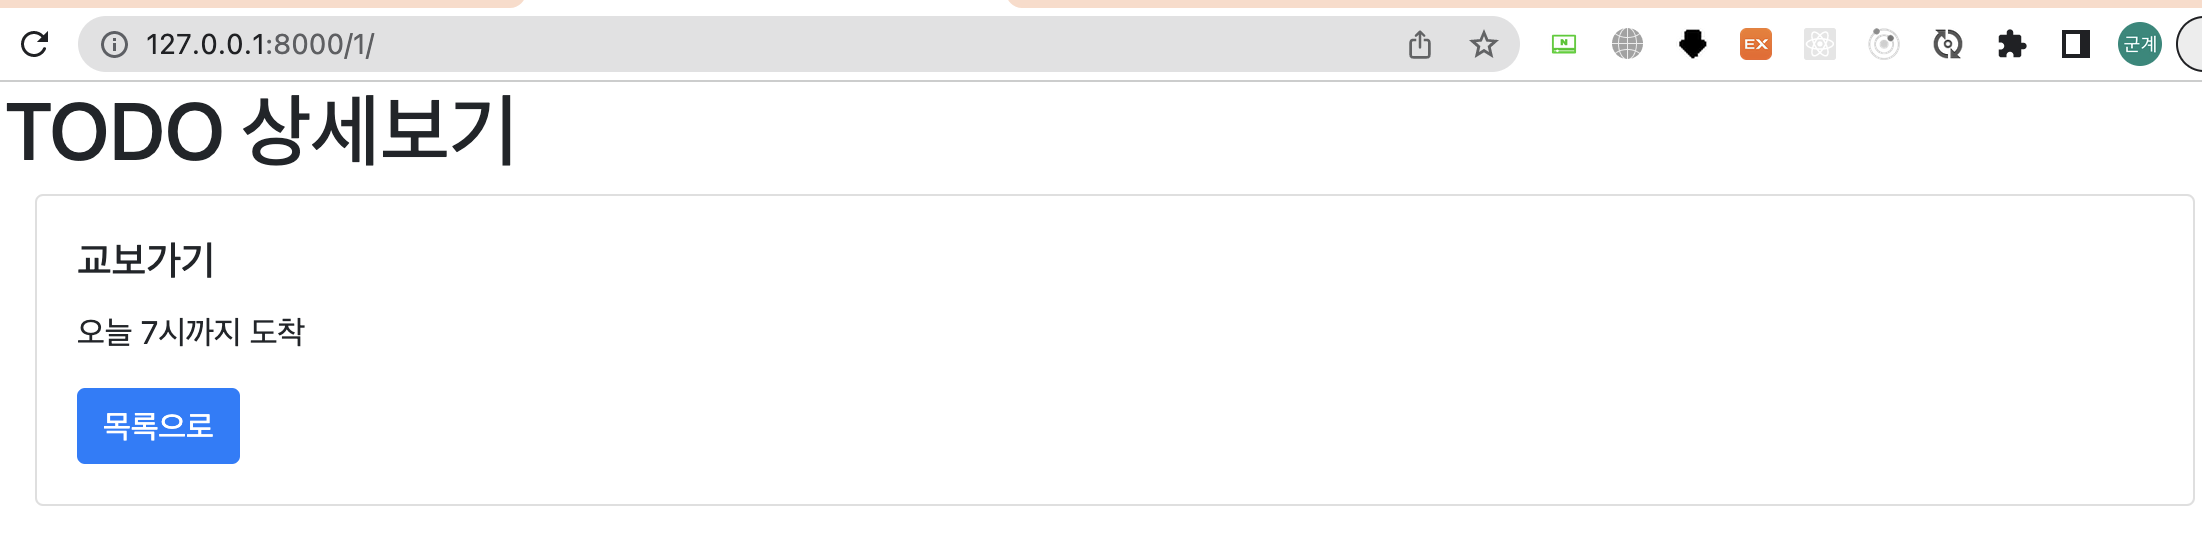 127.0.0.1:8000/1/
N
EX
군계
TODO 상세보기
교보가기
오늘 7시까지 도착
목록으로